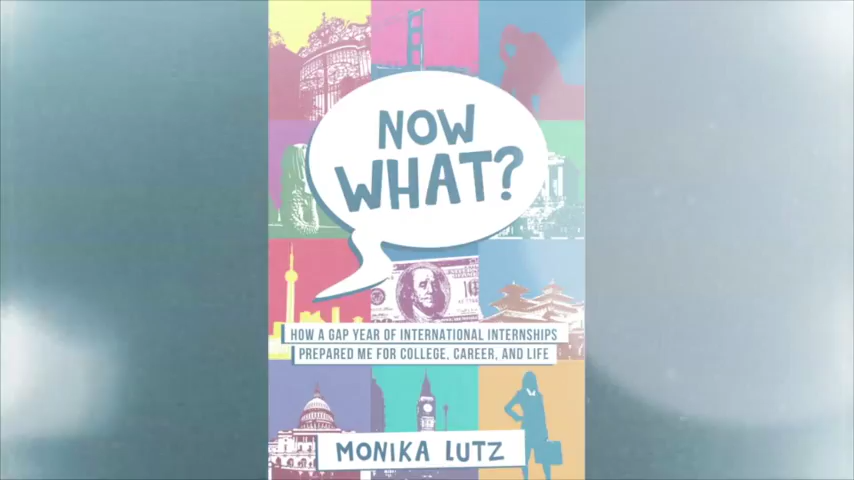 NOW
WHAT?
HOW A GAP YEAR OF INTERNATIONAL INTERNSHIPS
PREPARED ME FOR COLLEGE, CAREER, AND LIFE
MONIKA LUTZ